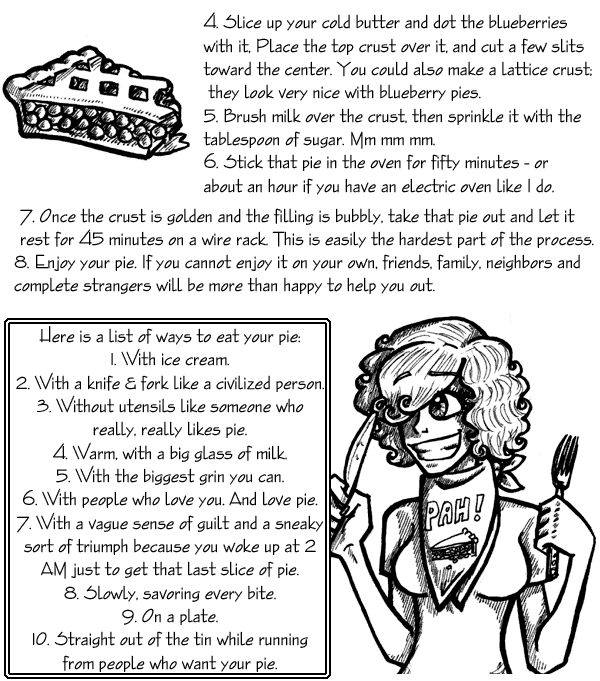 4. Slice up your cold butter and dot the blueberries
with it. Place the top crust over it, and cut a few slits
toward the center. You could also make a lattice crust;
they look very nice with blueberry pies.
5. Brush milk over the crust, then sprinkle it with the
tablespoon of sugar. Mm mm mm.
6. Stick that pie in the oven for fifty minutes - or
about an hour if you have an electric oven like I do.
7. Once the crust is golden and the filling is bubbly, take that pie out and let it
rest for 45 minutes on a wire rack. This is easily the hardest part of the process.
8. Enjoy your pie. If you cannot enjoy it on your own, friends, family, neighbors and
complete strangers will be more than happy to help you out.
Here is a list of ways to eat your pie:
1. With ice cream.
2. With a knife & fork like a civilized person.
3. Without utensils like someone who
really, really likes pie.
4. Warm, with a big glass of milk.
5. With the biggest grin you can.
6. With people who love you. And love pie.
7. With a vague sense of guilt and a sneaky
sort of triumph because you woke up at 2
AM just to get that last slice of pie.
8. Slowly, savoring every bite.
9. On a plate.
10. Straight out of the tin while running
from people who want your pie.
PAH!